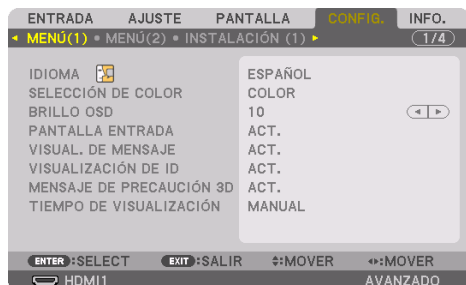 ENTRADA AJUSTE PANTALLA CONFIG. INFO.
MENÚ(1) • MENÚ(2) • INSTALACIÓN (1) 1/4
IDIOMA ESPAÑOL
SELECCIÓN DE COLOR COLOR
BRILLO OSD 10
PANTALLA ENTRADA ACT.
VISUAL. DE MENSAJE ACT.
VISUALIZACIÓN DE ID ACT.
MENSAJE DE PRECAUCIÓN 3D ACT.
TIEMPO DE VISUALIZACIÓN MANUAL
ENTER :SELECT EXIT :SALIR :MOVER :MOVER
HDMI1 AVANZADO